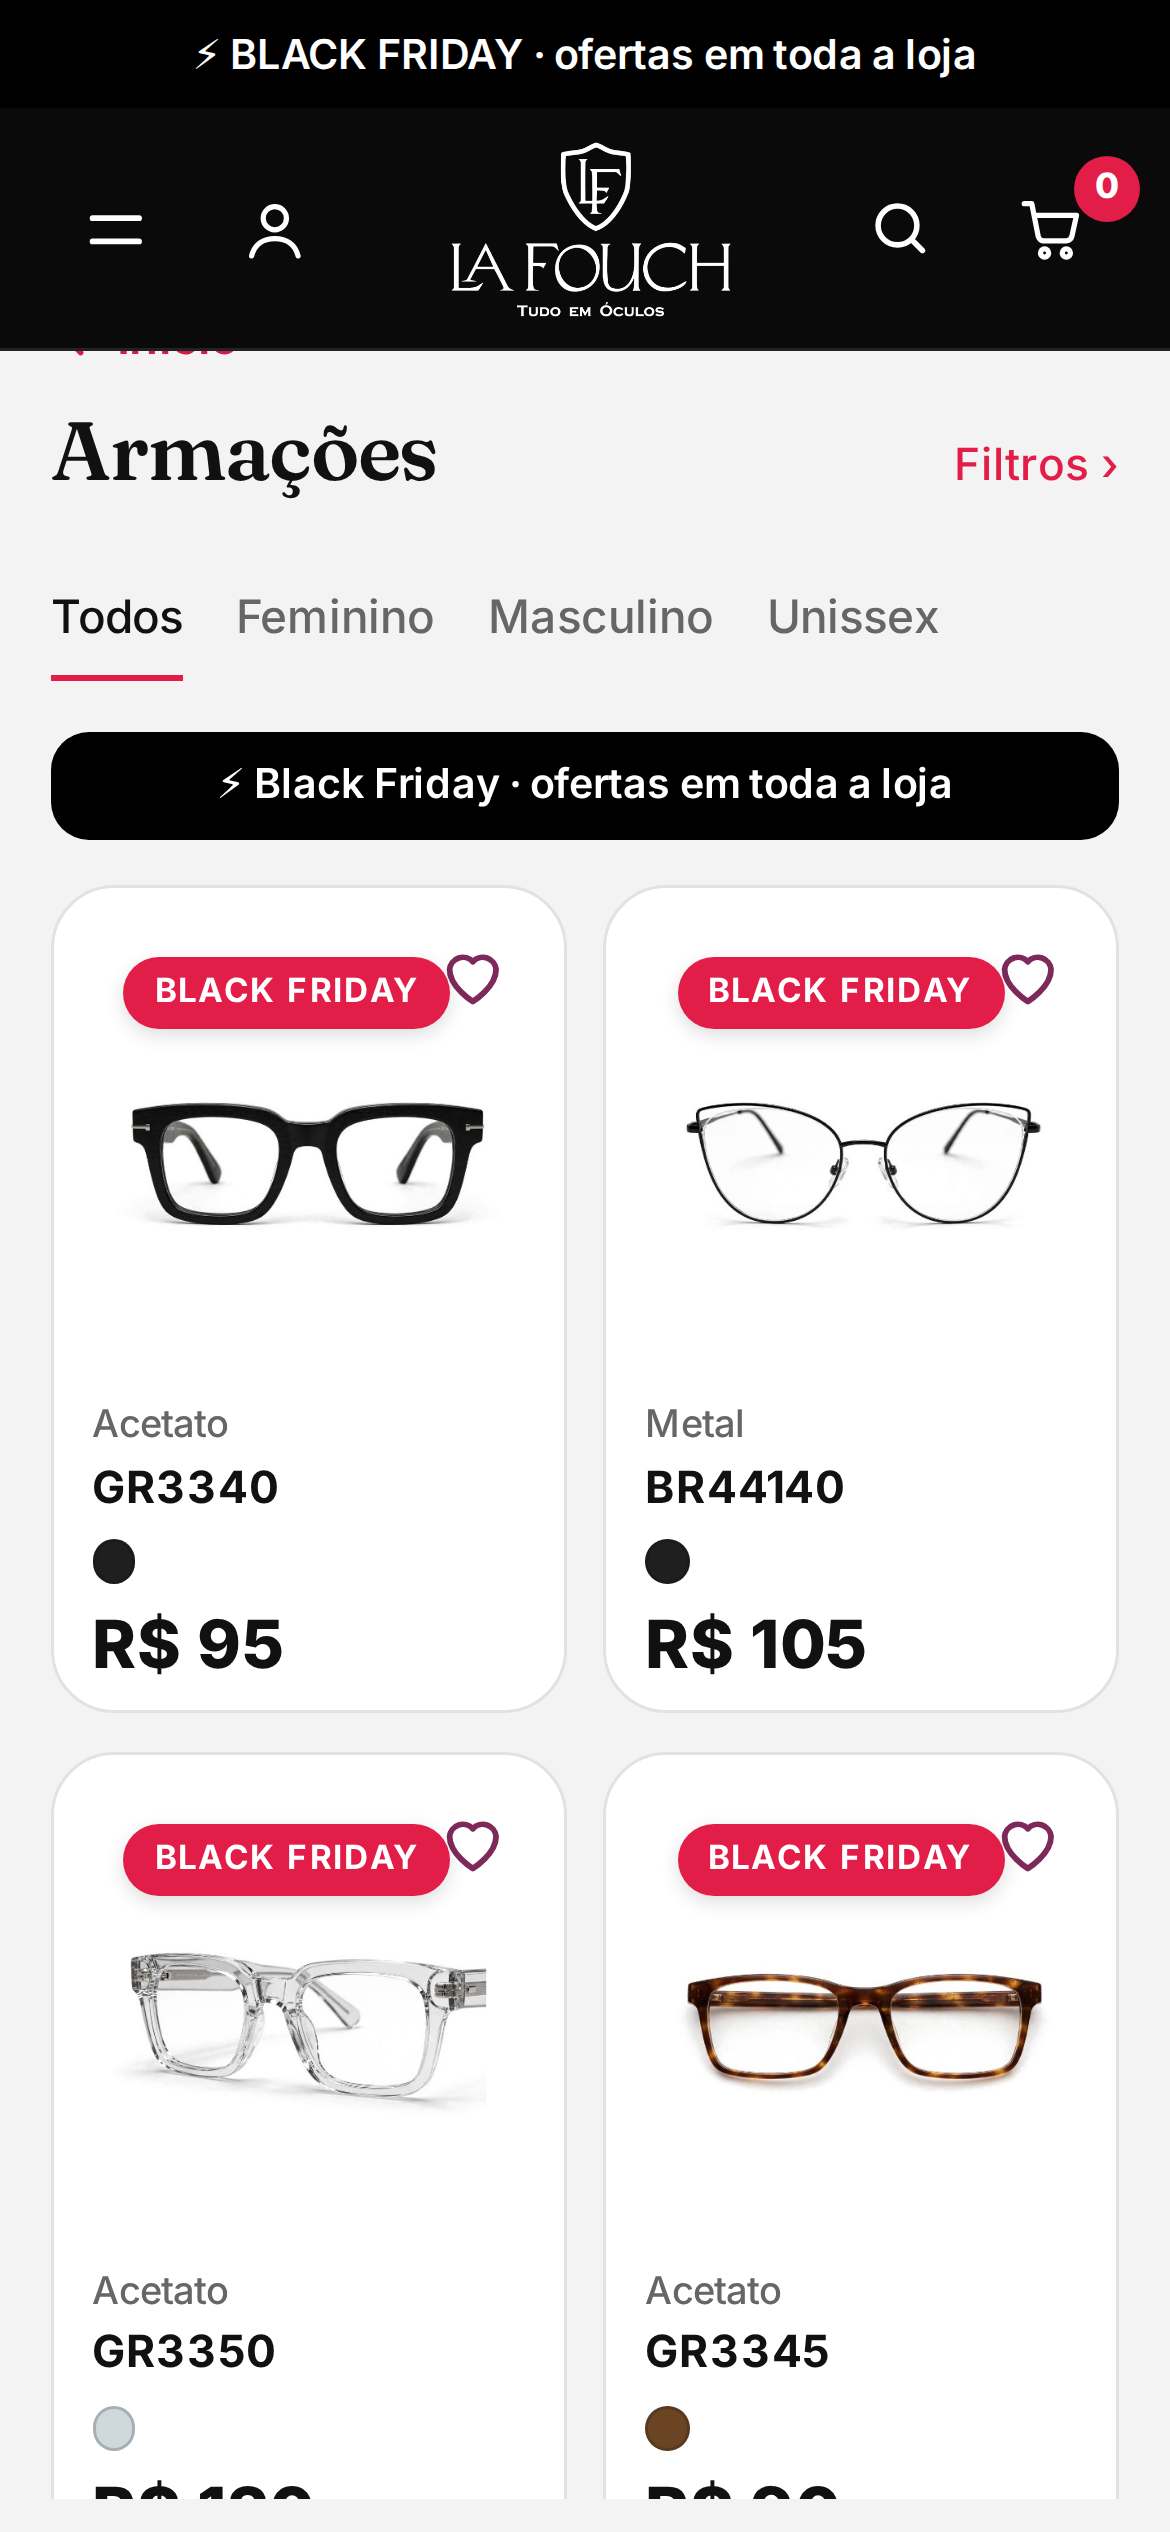 ⚡ BLACK FRIDAY · ofertas em toda a loja
0
LF
LA FOUCH
TUDO EM ÓCULOS
Armações
Filtros ›
Todos Feminino Masculino Unissex
⚡ Black Friday · ofertas em toda a loja
BLACK FRIDAY
Acetato
GR3340
R$ 95
BLACK FRIDAY
Metal
BR44140
R$ 105
BLACK FRIDAY
Acetato
GR3350
BLACK FRIDAY
Acetato
GR3345